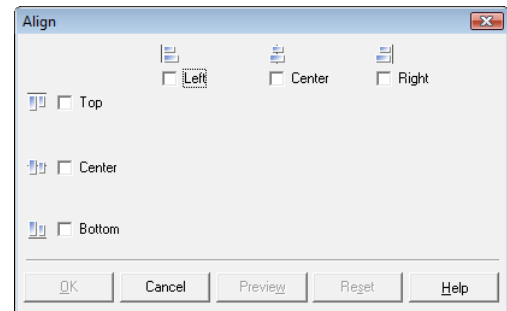 Align
Left Center Right
Top
Center
Bottom
OK Cancel Preview Reset Help